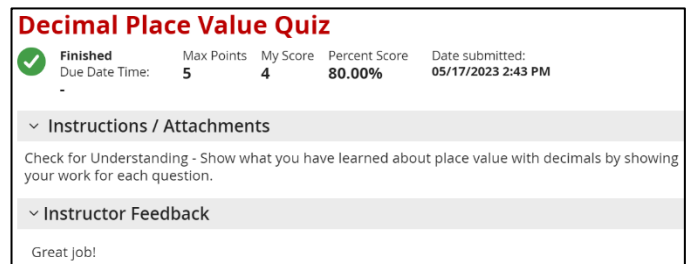 Decimal Place Value Quiz
Finished Max Points My Score Percent Score Date submitted:
Due Date Time: 5 4 80.00% 05/17/2023 2:43 PM
-
Instructions / Attachments
Check for Understanding - Show what you have learned about place value with decimals by showing
your work for each question.
Instructor Feedback
Great job!